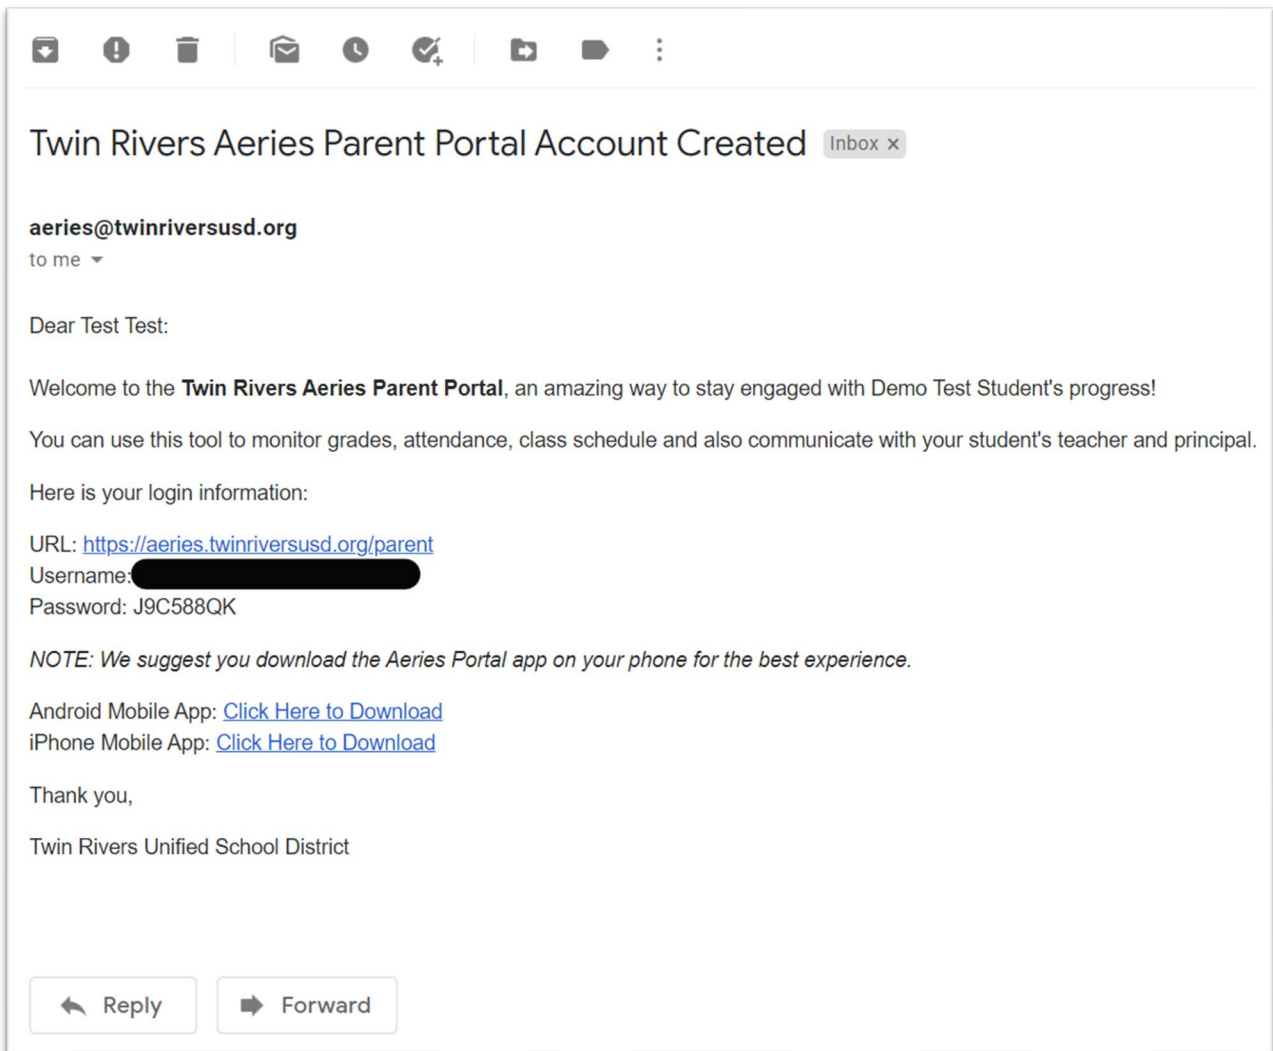 Twin Rivers Aeries Parent Portal Account Created Inbox ×
aeries@twinriversusd.org
to me
Dear Test Test:
Welcome to the Twin Rivers Aeries Parent Portal, an amazing way to stay engaged with Demo Test Student's progress!
You can use this tool to monitor grades, attendance, class schedule and also communicate with your student's teacher and principal.
Here is your login information:
URL: https://aeries.twinriversusd.org/parent
Username:
Password: J9C588QK
NOTE: We suggest you download the Aeries Portal app on your phone for the best experience.
Android Mobile App: Click Here to Download
iPhone Mobile App: Click Here to Download
Thank you,
Twin Rivers Unified School District
Reply Forward